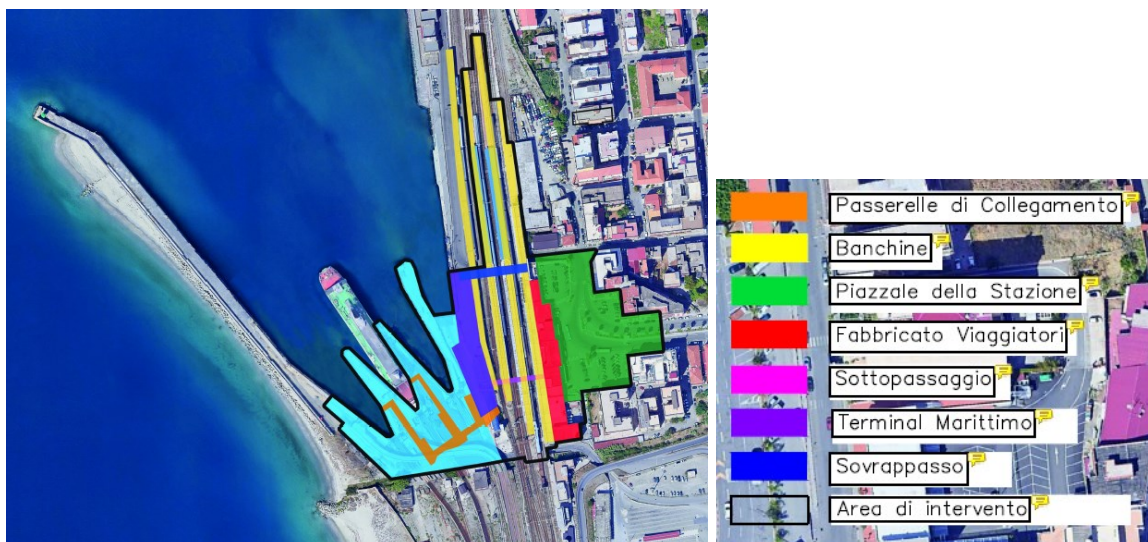 Passerelle di Collegamento
Banchine
Piazzale della Stazione
Fabbricato Viaggiatori
Sottopassaggio
Terminal Marittimo
Sovrappasso
Area di intervento